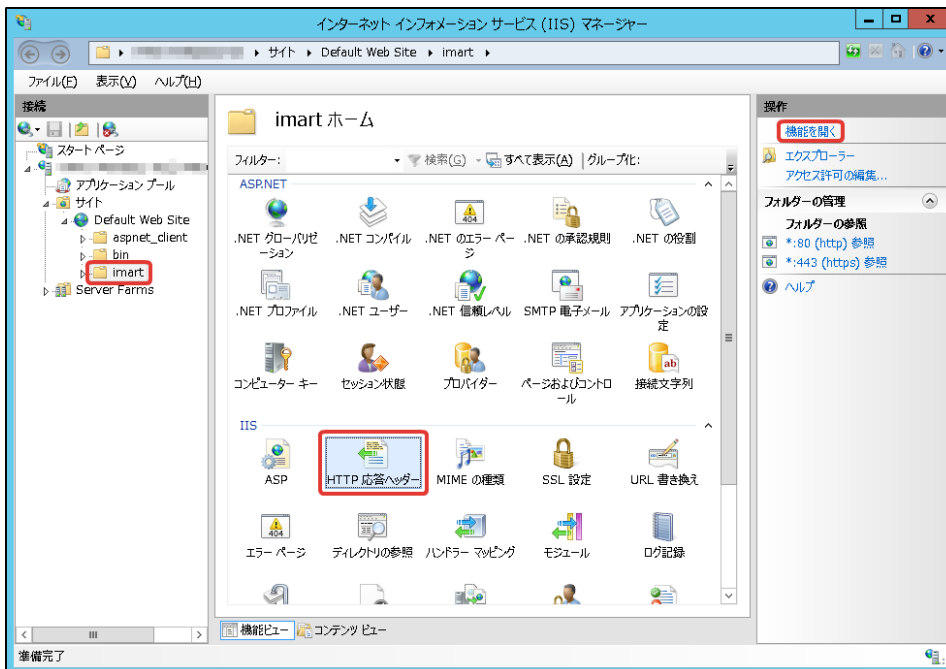 インターネット インフォメーション サービス (IIS) マネージャー
サイト
Default Web Site
imart
ファイル(F) 表示(V) ヘルプ(H)
接続
スタート ページ
アプリケーション プール
サイト
Default Web Site
aspnet_client
bin
imart
Server Farms
imart ホーム
フィルター: 検索(G) すべて表示(A) グループ化:
ASP.NET
.NET グローバリゼーション
.NET コンパイル
.NET のエラー ページ
.NET の承認規則
.NET の役割
.NET プロファイル
.NET ユーザー
.NET 信頼レベル
SMTP 電子メール
アプリケーションの設定
コンピューター キー
セッション状態
プロバイダー
ページおよびコントロール
接続文字列
IIS
ASP
HTTP 応答ヘッダー
MIME の種類
SSL 設定
URL 書き換え
エラー ページ
ディレクトリの参照
ハンドラー マッピング
モジュール
ログ記録
機能ビュー
コンテンツ ビュー
操作
機能を開く
エクスプローラー
アクセス許可の編集...
フォルダーの管理
フォルダーの参照
*:80 (http) 参照
*:443 (https) 参照
ヘルプ
準備完了